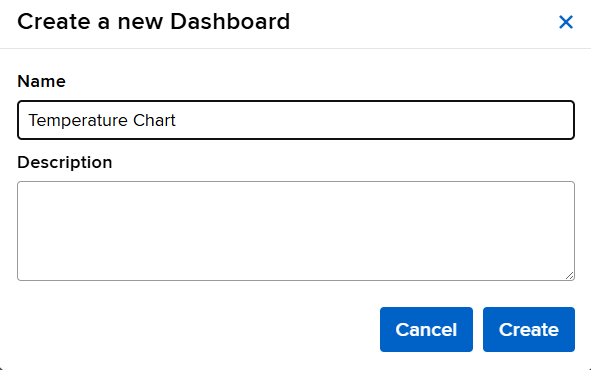 Create a new Dashboard
Name
Temperature Chart
Description
Cancel Create